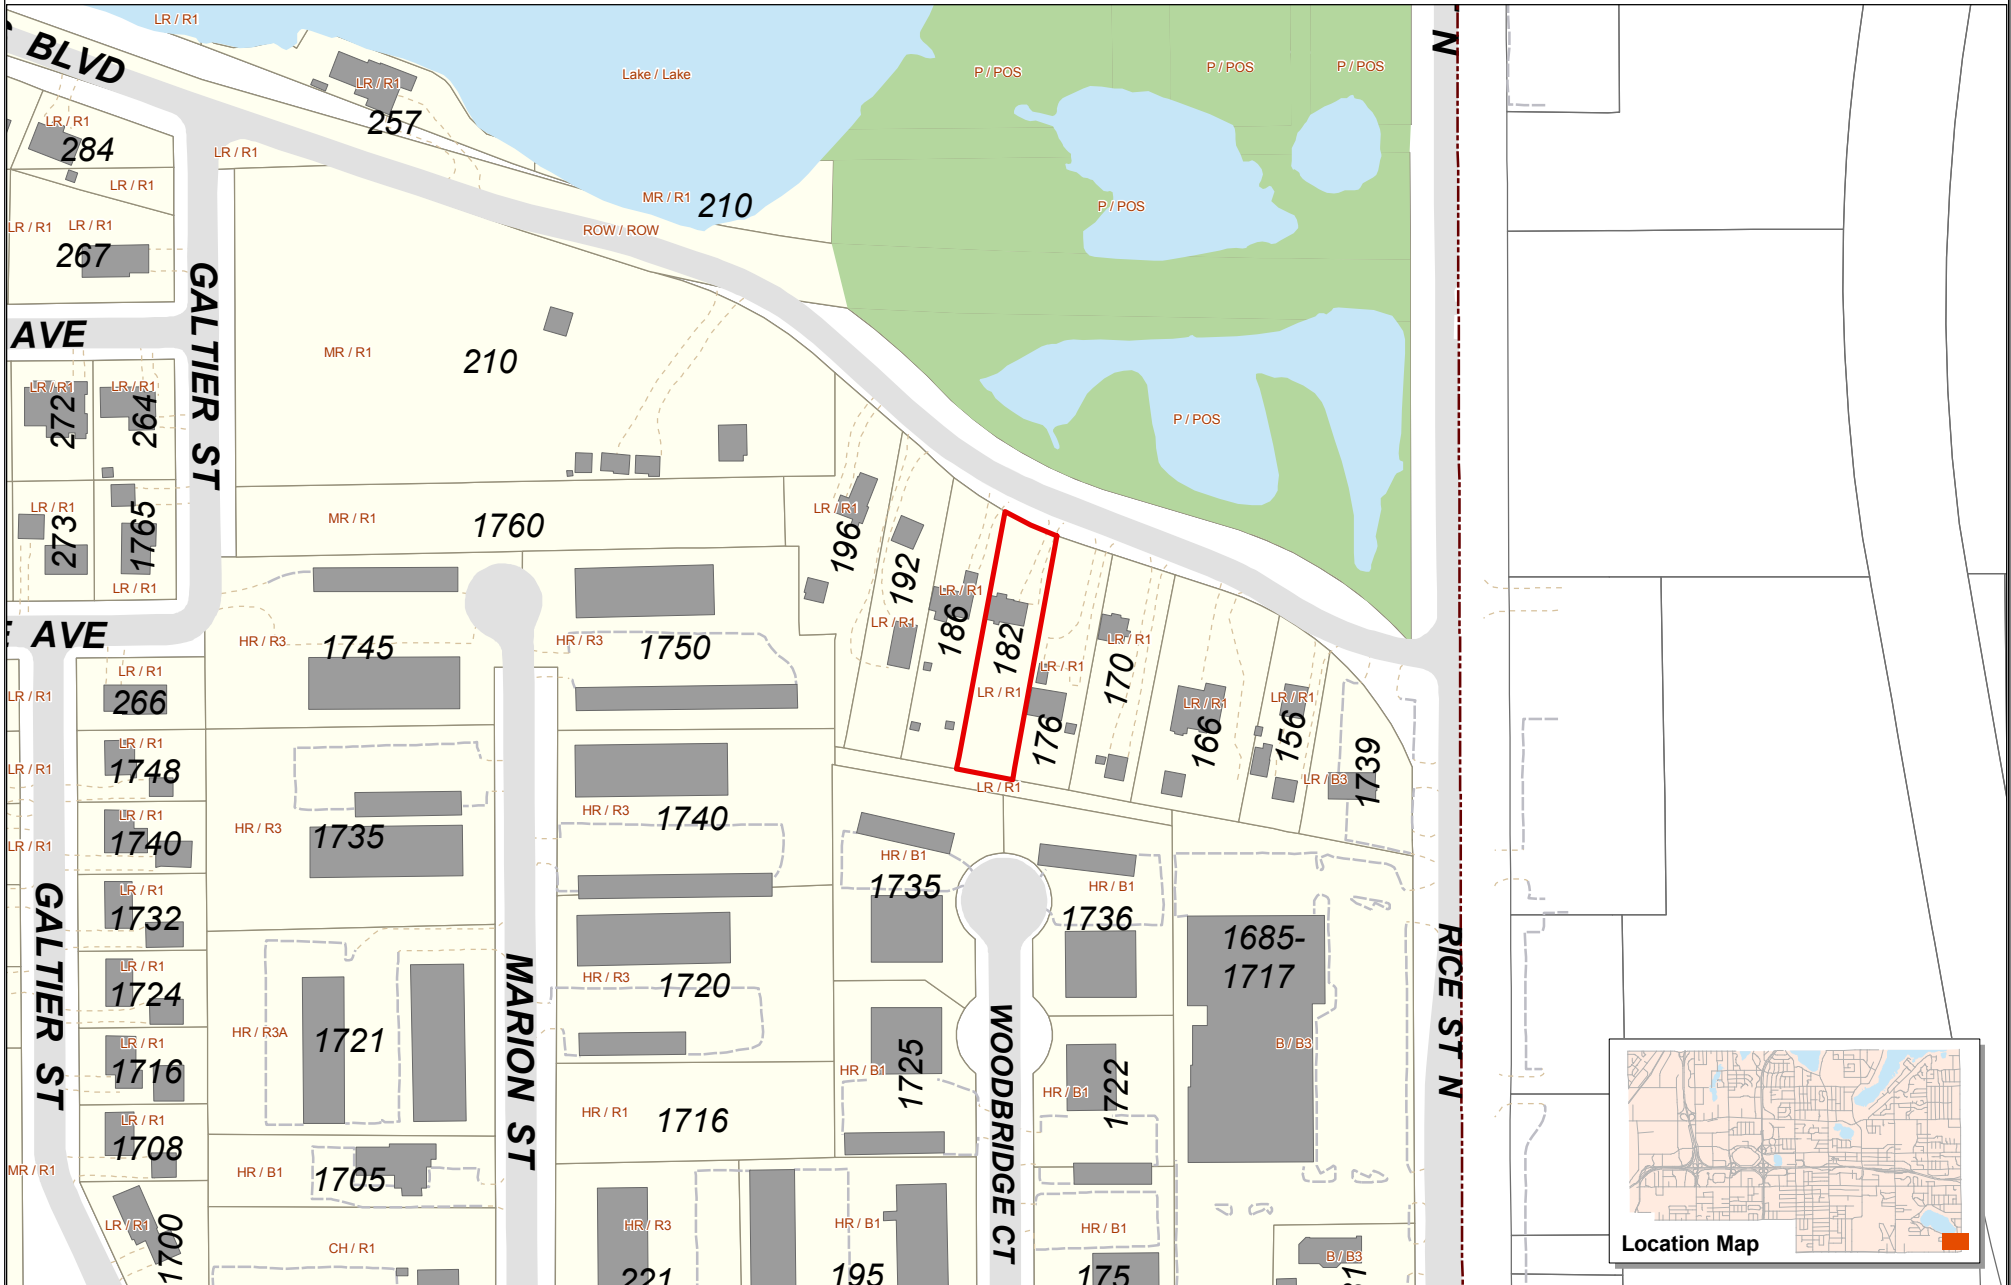 LR / R1
BLVD
N
LR / R1
257
Lake / Lake
P / POS
P / POS
P / POS
LR / R1
284
LR / R1
LR / R1
MR / R1
210
P / POS
ROW / ROW
LR / R1
LR / R1
267
GALTIER ST
AVE
MR / R1
210
LR / R1
272
LR / R1
264
P / POS
LR / R1
273
1765
LR / R1
MR / R1
1760
LR / R1
196
192
LR / R1
LR / R1
186
182
LR / R1
LR / R1
176
LR / R1
170
LR / R1
166
LR / R1
156
LR / B3
1739
LR / R1
AVE
HR / R3
1745
HR / R3
1750
LR / R1
LR / R1
266
LR / R1
LR / R1
1748
HR / R3
1740
LR / R1
LR / R1
1740
HR / R3
1735
HR / B1
1735
HR / B1
1736
LR / R1
1732
1685-
1717
GALTIER ST
MARION ST
WOODBRIDGE CT
RICE ST N
LR / R1
1724
HR / R3
1720
HR / R3A
1721
LR / R1
1716
HR / B1
1725
HR / B1
1722
B / B3
HR / R1
1716
LR / R1
1708
MR / R1
HR / B1
1705
LR / R1
1700
CH / R1
HR / R3
221
HR / B1
195
HR / B1
175
B / B3
Location Map